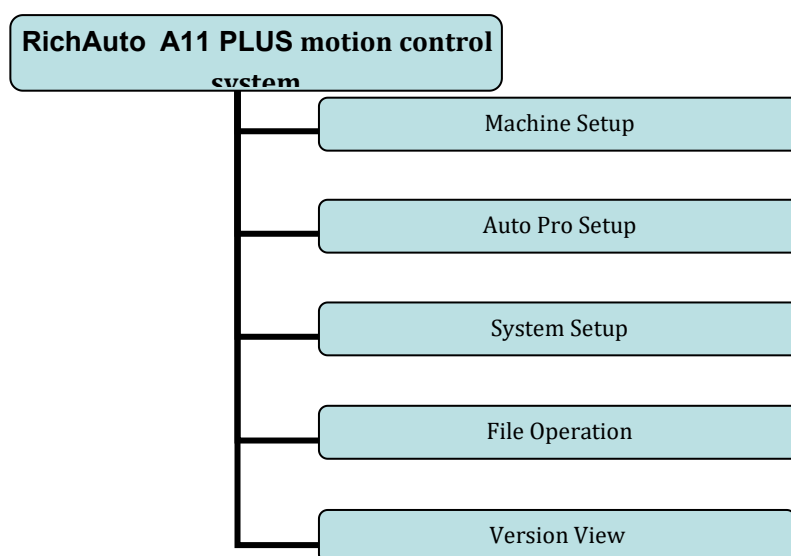 RichAuto A11 PLUS motion control
system
Machine Setup
Auto Pro Setup
System Setup
File Operation
Version View